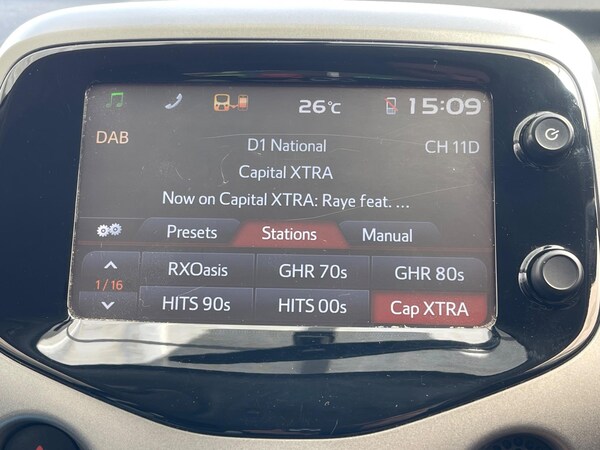 26°C 15:09
DAB D1 National CH 11D
Capital XTRA
Now on Capital XTRA: Raye feat. ...
Presets Stations Manual
RXOasis GHR 70s GHR 80s
1/16
HITS 90s HITS 00s Cap XTRA